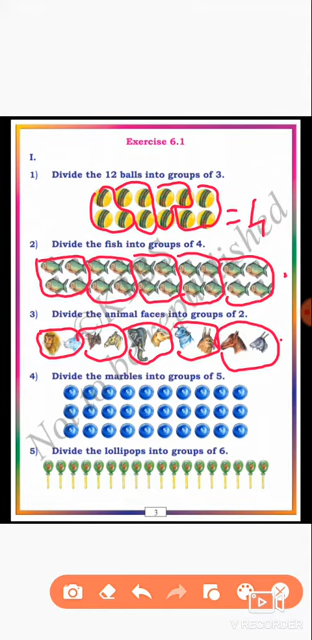 Exercise 6.1
I.
1) Divide the 12 balls into groups of 3.
= 4
2) Divide the fish into groups of 4.
3) Divide the animal faces into groups of 2.
4) Divide the marbles into groups of 5.
5) Divide the lollipops into groups of 6.
3
V RECORDER